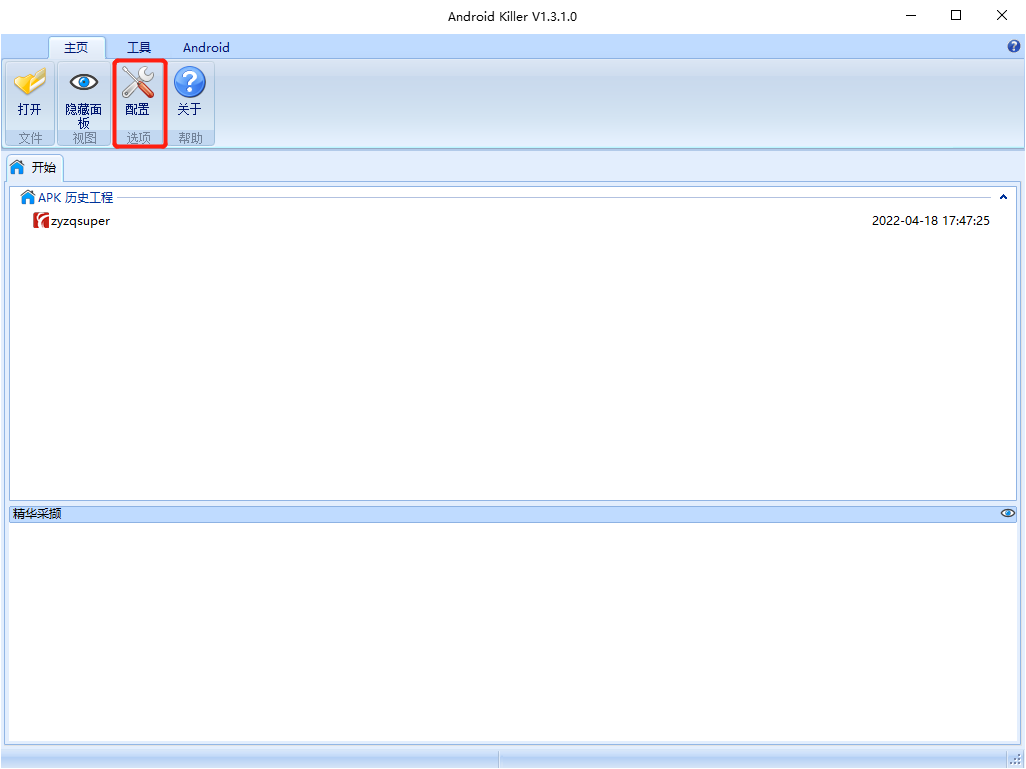 Android Killer V1.3.1.0
主页 工具 Android
打开 隐藏面板 配置 关于
文件 视图 选项 帮助
开始
APK 历史工程
zyzqsuper 2022-04-18 17:47:25
精华采撷